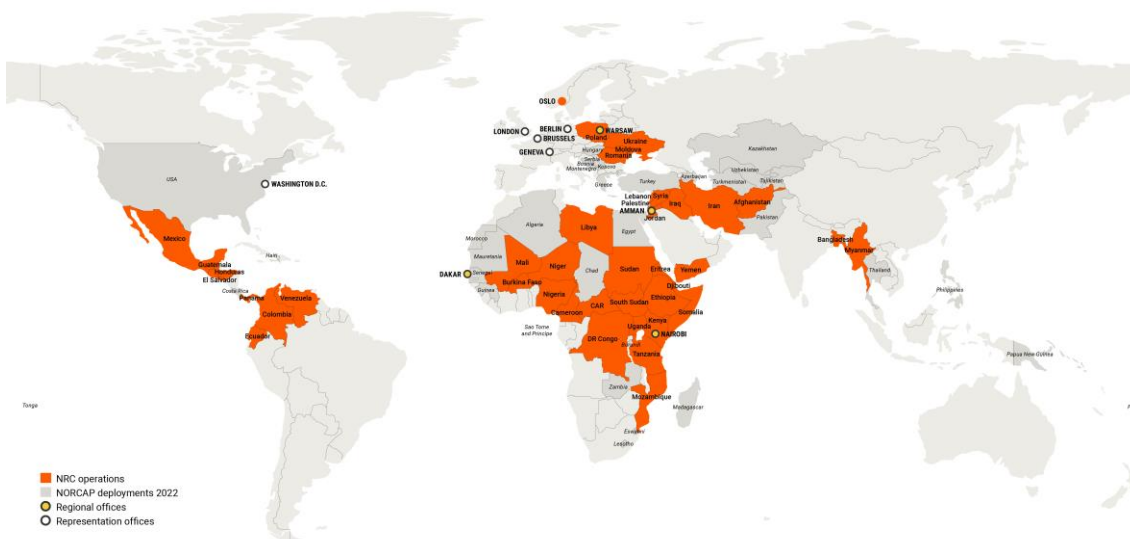 OSLO
LONDON
BERLIN
BRUSSELS
GENEVA
WARSAW
Poland
Ukraine
Moldova
Romania
Hungary
Serbia
Bosnia
Montenegro
Kosovo
Greece
Turkey
Azerbaijan
Kazakhstan
Uzbekistan
Turkmenistan
Tajikistan
USA
WASHINGTON D.C.
Lebanon
Palestine
Syria
AMMAN
Jordan
Iraq
Iran
Afghanistan
Pakistan
Mexico
Guatemala
Honduras
El Salvador
Haiti
Costa Rica
Panama
Venezuela
Colombia
Ecuador
Morocco
Algeria
Libya
Egypt
Mauretania
Mali
Niger
Chad
Sudan
Eritrea
Yemen
DAKAR
Senegal
Guinea
Burkina Faso
Nigeria
Cameroon
CAR
South Sudan
Ethiopia
Djibouti
Somalia
Sao Tome
and Principe
DR Congo
Uganda
Kenya
NAIROBI
Burundi
Tanzania
Zambia
Mozambique
Madagascar
Eswatini
Lesotho
Bangladesh
Myanmar
Thailand
Philippines
Papua New Guinea
Tonga
NRC operations
NORCAP deployments 2022
Regional offices
Representation offices